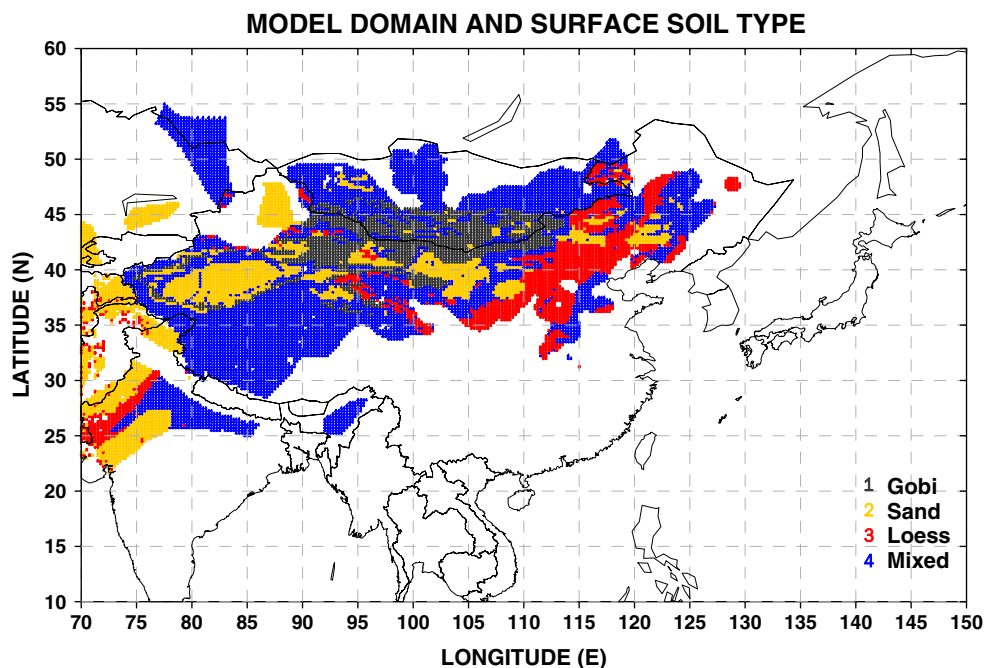 MODEL DOMAIN AND SURFACE SOIL TYPE
60
55
50
45
40
35
30
25
20
15
10
LATITUDE (N)
1 Gobi
2 Sand
3 Loess
4 Mixed
70 75 80 85 90 95 100 105 110 115 120 125 130 135 140 145 150
LONGITUDE (E)